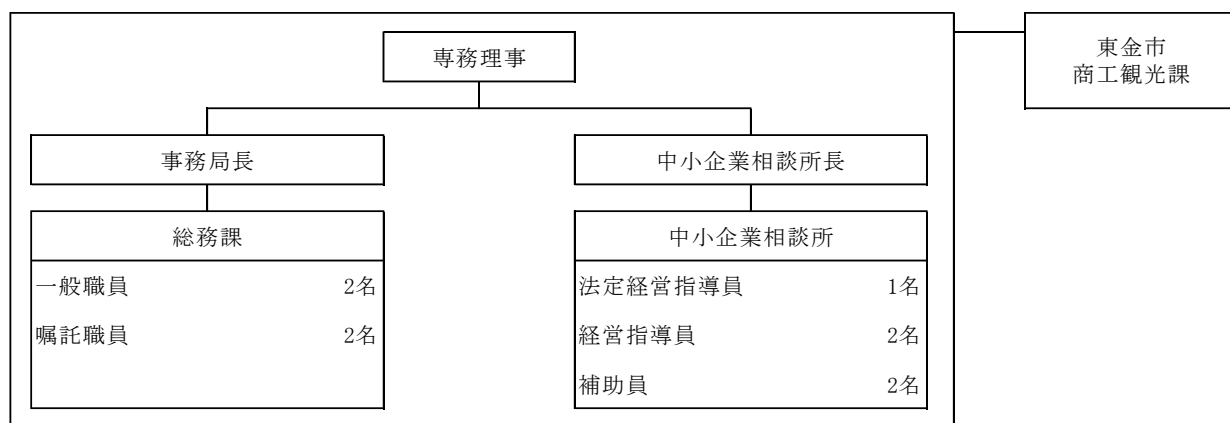 専務理事
東金市
商工観光課
事務局長
中小企業相談所長
総務課
一般職員 2名
嘱託職員 2名
中小企業相談所
法定経営指導員 1名
経営指導員 2名
補助員 2名